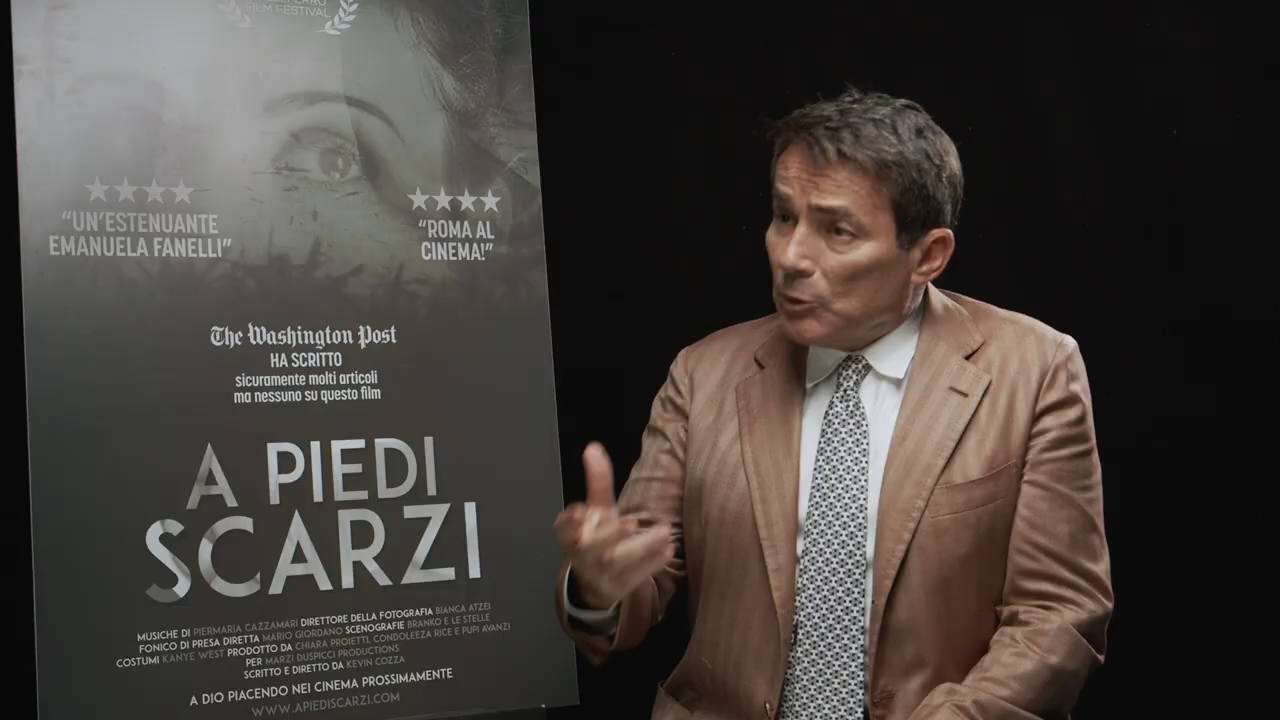 FILM FESTIVAL
★★★★
"UN'ESTENUANTE
EMANUELA FANELLI"
★★★★
"ROMA AL
CINEMA!"
The Washington Post
HA SCRITTO
sicuramente molti articoli
ma nessuno su questo film
A PIEDI
SCARZI
MUSICHE DI PIERMARIA CAZZAMARI DIRETTORE DELLA FOTOGRAFIA BIANCA ATZEI
FONICO DI PRESA DIRETTA MARIO GIORDANO SCENOGRAFIE BRANKO E LE STELLE
COSTUMI KANYE WEST PRODOTTO DA CHIARA PROIETTI, CONDOLEEZA RICE E PUPI AVANZI
PER MARZI DUSPICCI PRODUCTIONS
SCRITTO E DIRETTO DA KEVIN COZZA
A DIO PIACENDO NEI CINEMA PROSSIMAMENTE
WWW.APIEDISCARZI.COM